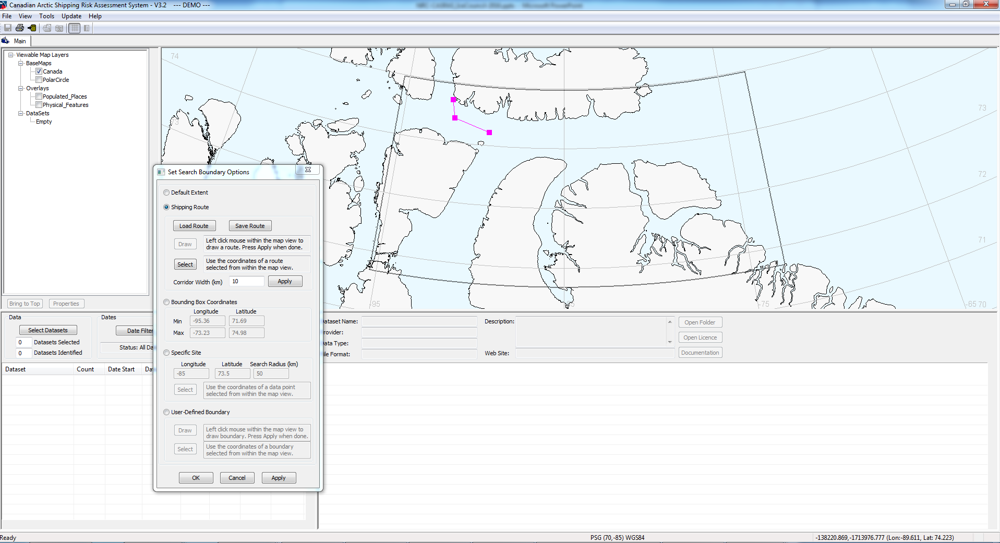 Canadian Arctic Shipping Risk Assessment System - V3.2 --- DEMO ---
File View Tools Update Help
Main
Viewable Map Layers
BaseMaps
Canada
PolarCircle
Overlays
Populated_Places
Physical_Features
DataSets
Empty
Bring to Top Properties
74
73
73
72
71
-95
-85
-75
-85 70
Set Search Boundary Options
Default Extent
Shipping Route
Load Route Save Route
Draw
Left click mouse within the map view to
draw a route. Press Apply when done.
Select
Use the coordinates of a route
selected from within the map view.
Corridor Width (km) 10 Apply
Bounding Box Coordinates
Longitude Latitude
Min -95.36 71.69
Max -73.23 74.98
Specific Site
Longitude Latitude Search Radius (km)
-85 73.5 50
Select
Use the coordinates of a data point
selected from within the map view.
User-Defined Boundary
Draw
Left click mouse within the map view to
draw boundary. Press Apply when done.
Select
Use the coordinates of a boundary
selected from within the map view.
OK Cancel Apply
Data
Select Datasets
0 Datasets Selected
0 Datasets Identified
Dates
Date Filter
Status: All Da
Dataset Count Date Start Da
ataset Name:
rovider:
ata Type:
ile Format:
Description:
Web Site:
Open Folder
Open Licence
Documentation
Ready
PSG (70,-85) WGS84
-138220.869,-1713976.777 (Lon:-89.611, Lat: 74.223)